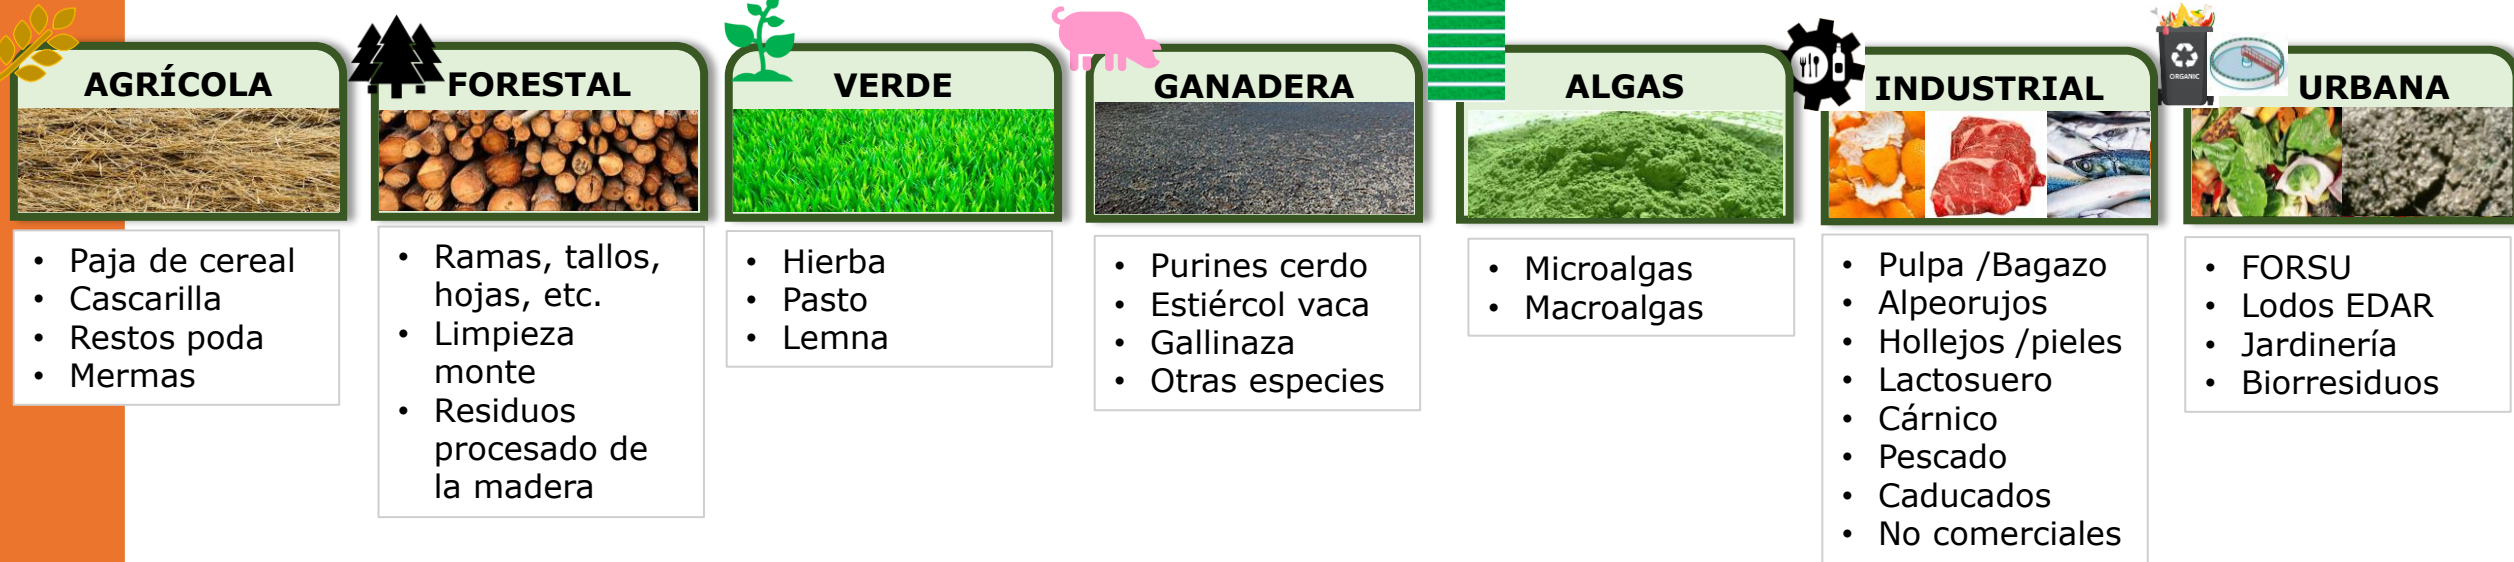 AGRÍCOLA
• Paja de cereal
• Cascarilla
• Restos poda
• Mermas
FORESTAL
• Ramas, tallos,
hojas, etc.
• Limpieza
monte
• Residuos
procesado de
la madera
VERDE
• Hierba
• Pasto
• Lemna
GANADERA
• Purines cerdo
• Estiércol vaca
• Gallinaza
• Otras especies
ALGAS
• Microalgas
• Macroalgas
INDUSTRIAL
• Pulpa /Bagazo
• Alpeorujos
• Hollejos /pieles
• Lactosuero
• Cárnico
• Pescado
• Caducados
• No comerciales
ORGANIC
URBANA
• FORSU
• Lodos EDAR
• Jardinería
• Biorresiduos